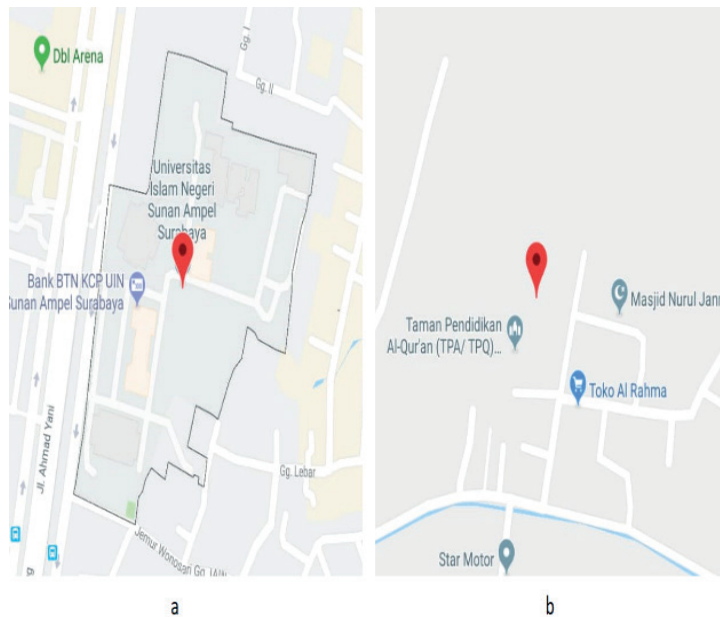 Dbl Arena
Gg. I
Gg. II
Universitas
Islam Negeri
Sunan Ampel
Surabaya
Bank BTN KCP UIN
Sunan Ampel Surabaya
Jl. Ahmad Yani
Gg. Lebar
Jemur Wonosari Gg. IAIN
g
Masjid Nurul Jann
Taman Pendidikan
Al-Qur'an (TPA/ TPQ)...
Toko Al Rahma
Star Motor
a
b